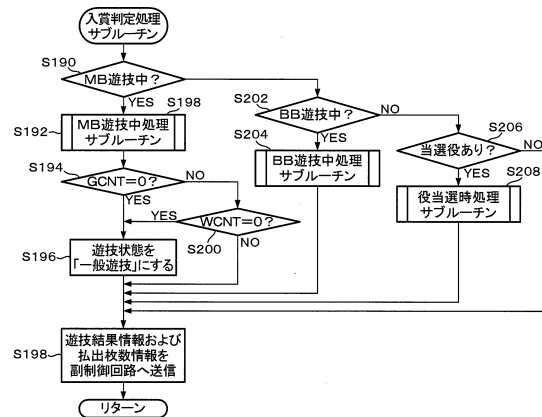 入賞判定処理
サブルーチン
S190
MB遊技中？
YES
S198
S192
MB遊技中処理
サブルーチン
S194
GCNT=0？
NO
YES
YES
WCNT=0？
S200
NO
S196
遊技状態を
「一般遊技」にする
S202
BB遊技中？
NO
YES
S204
BB遊技中処理
サブルーチン
S206
当選役あり？
NO
YES
S208
役当選時処理
サブルーチン
S198
遊技結果情報および
払出枚数情報を
副制御回路へ送信
リターン